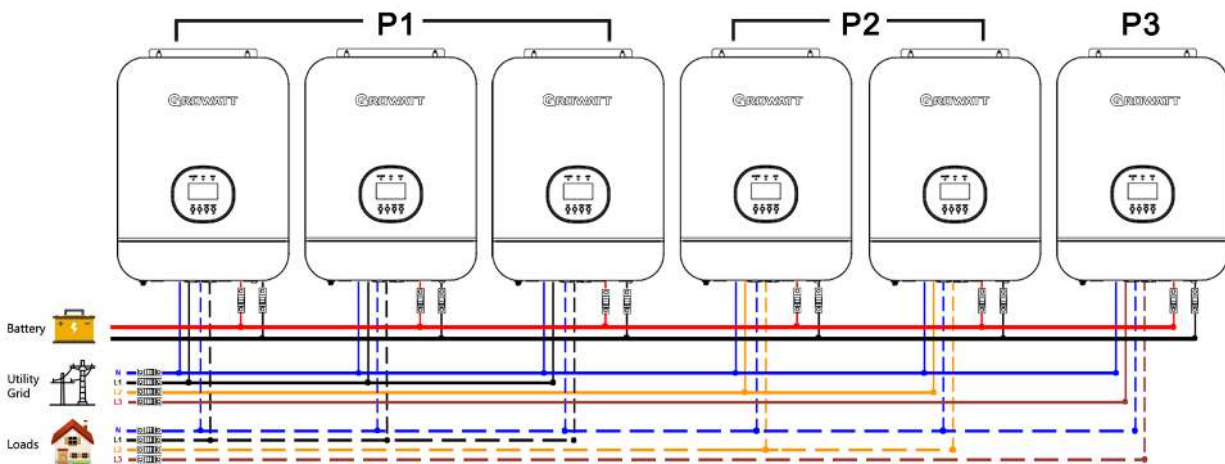 P1 P2 P3
GROWATT GROWATT GROWATT GROWATT GROWATT GROWATT
Battery
Utility
Grid
N
L1
L2
L3
Loads
N
L1
L2
L3